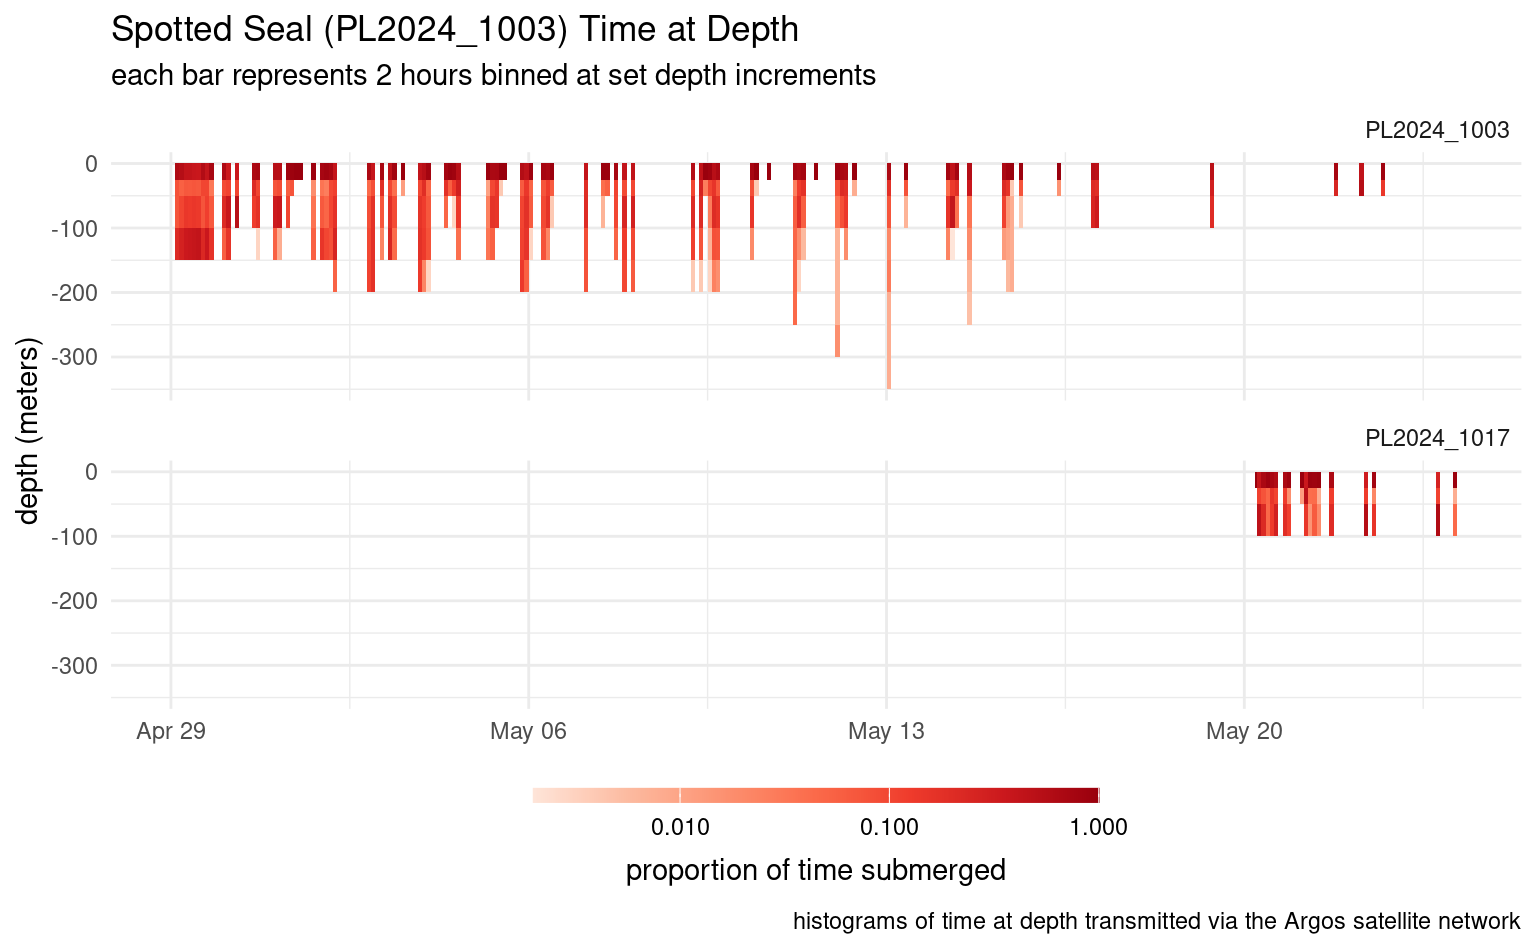 Spotted Seal (PL2024_1003) Time at Depth
each bar represents 2 hours binned at set depth increments
PL2024_1003
0
-100
-200
-300
depth (meters)
PL2024_1017
0
-100
-200
-300
Apr 29 May 06 May 13 May 20
0.010 0.100 1.000
proportion of time submerged
histograms of time at depth transmitted via the Argos satellite network